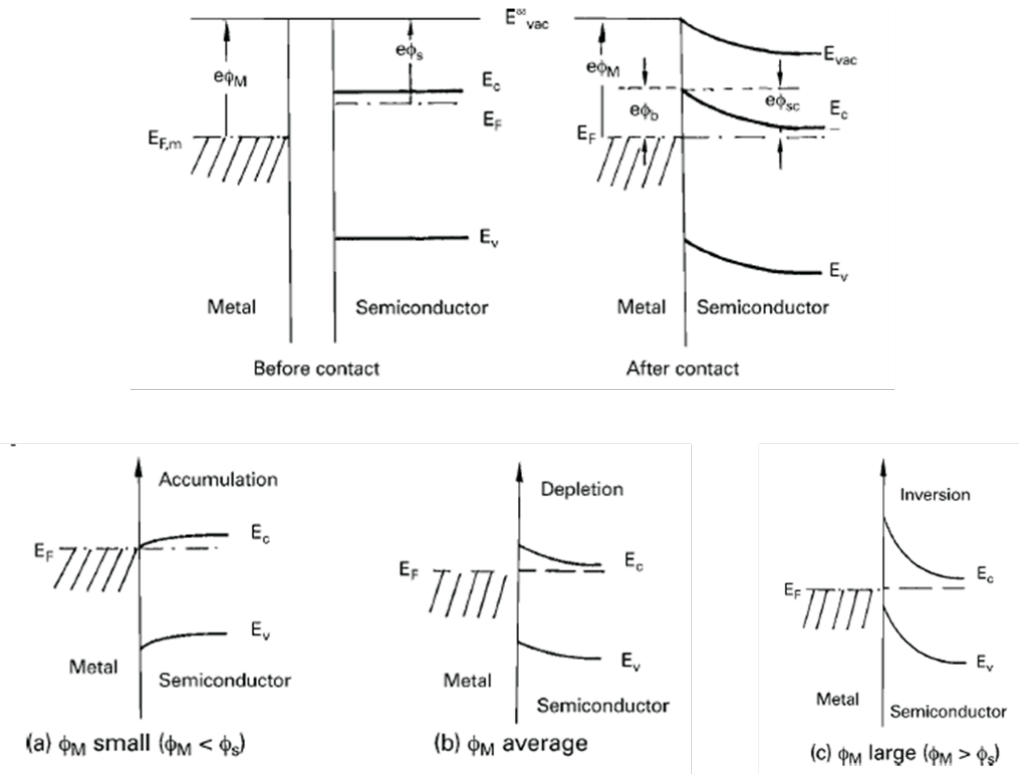 E∞vac
eφM
eφs
Ec
EF
EF,m
Ev
Metal
Semiconductor
Before contact
eφM
Evac
eφb
eφsc
Ec
EF
Ev
Metal
Semiconductor
After contact
Accumulation
EF
Ec
Ev
Metal
Semiconductor
(a) φM small (φM < φs)
Depletion
EF
Ec
Ev
Metal
Semiconductor
(b) φM average
Inversion
Ec
EF
Ev
Metal
Semiconductor
(c) φM large (φM > φs)